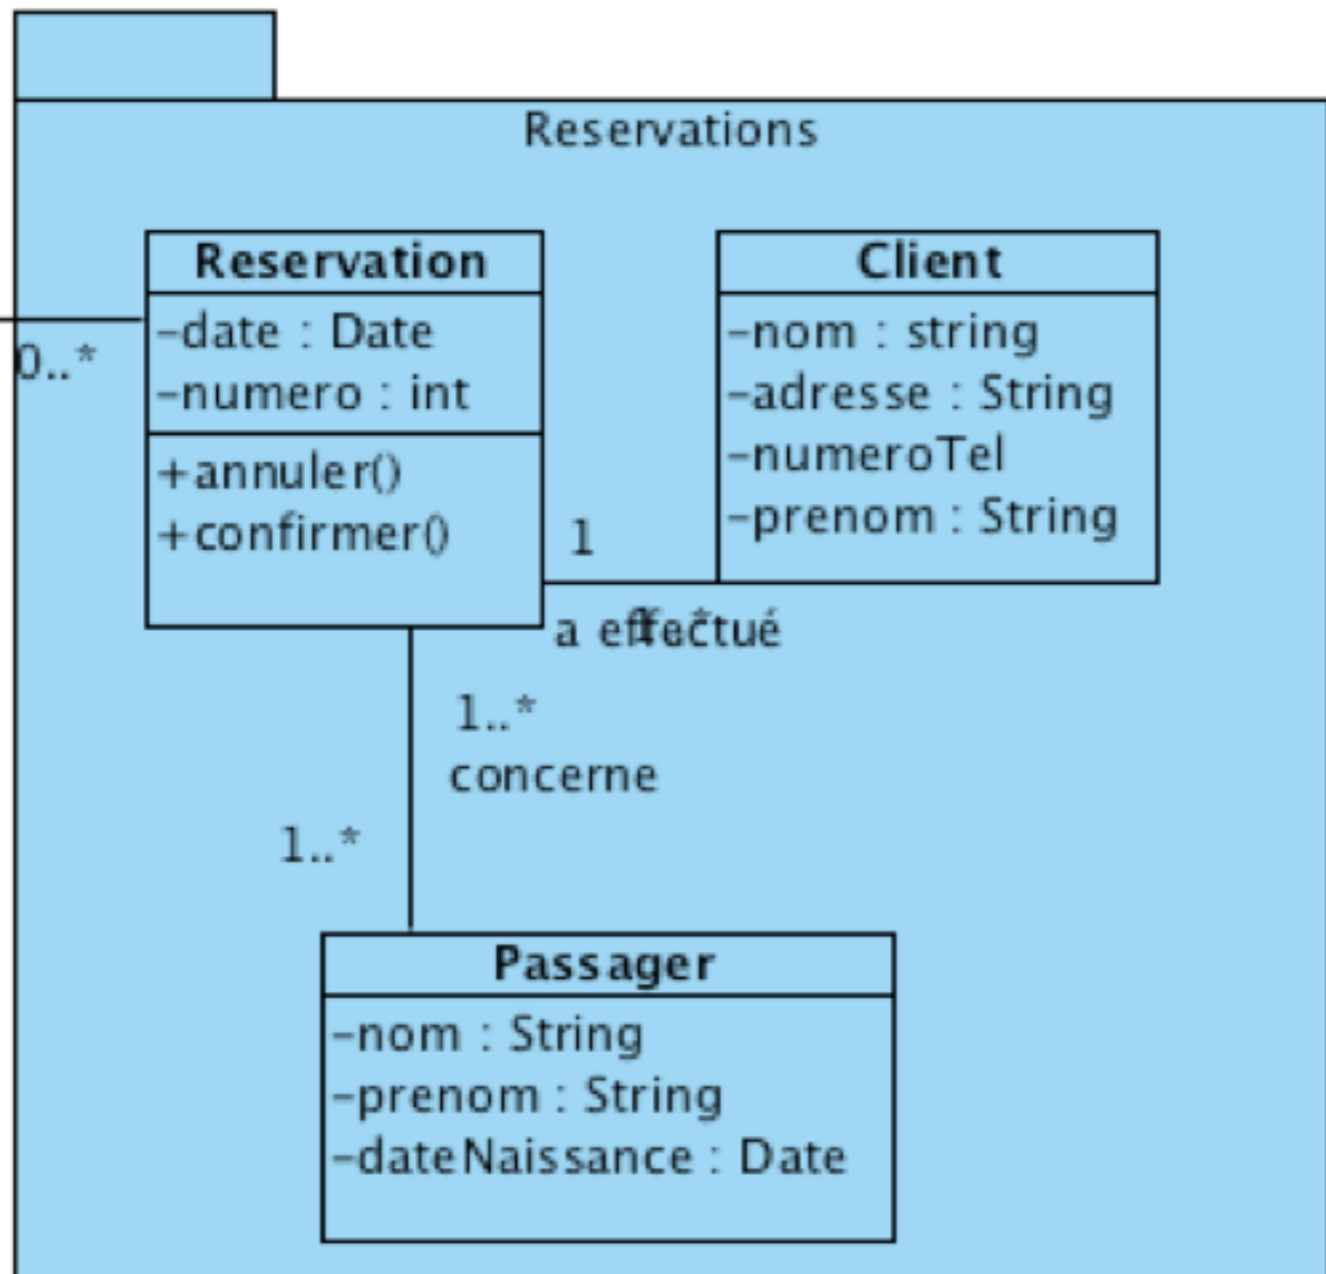 Reservations
Reservation
-date : Date
-numero : int
+annuler()
+confirmer()
0..*
Client
-nom : string
-adresse : String
-numeroTel
-prenom : String
1
a effectué
1..*
concerne
1..*
Passager
-nom : String
-prenom : String
-dateNaissance : Date